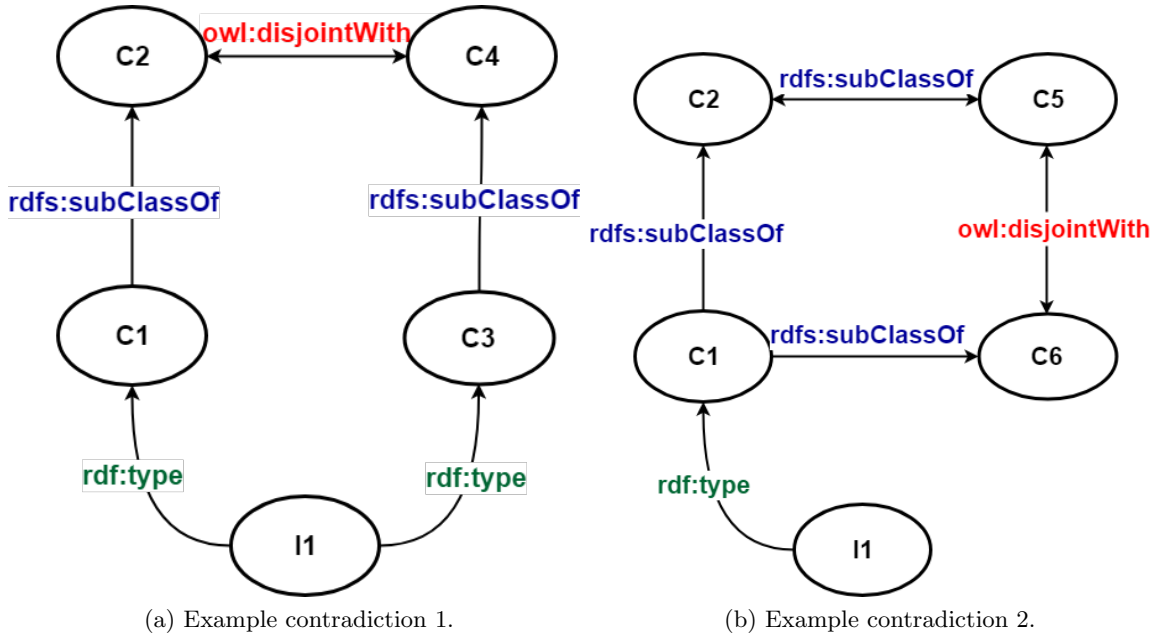 owl:disjointWith
C2
C4
rdfs:subClassOf
rdfs:subClassOf
C1
C3
rdf:type
rdf:type
I1
(a) Example contradiction 1.
rdfs:subClassOf
C2
C5
rdfs:subClassOf
owl:disjointWith
rdfs:subClassOf
C1
C6
rdf:type
I1
(b) Example contradiction 2.